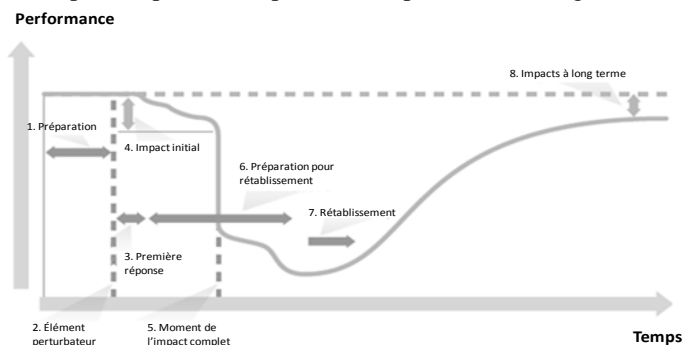 Performance
8. Impacts à long terme
1. Préparation
4. Impact initial
6. Préparation pour
rétablissement
7. Rétablissement
3. Première
réponse
2. Élément
perturbateur
5. Moment de
l'impact complet
Temps